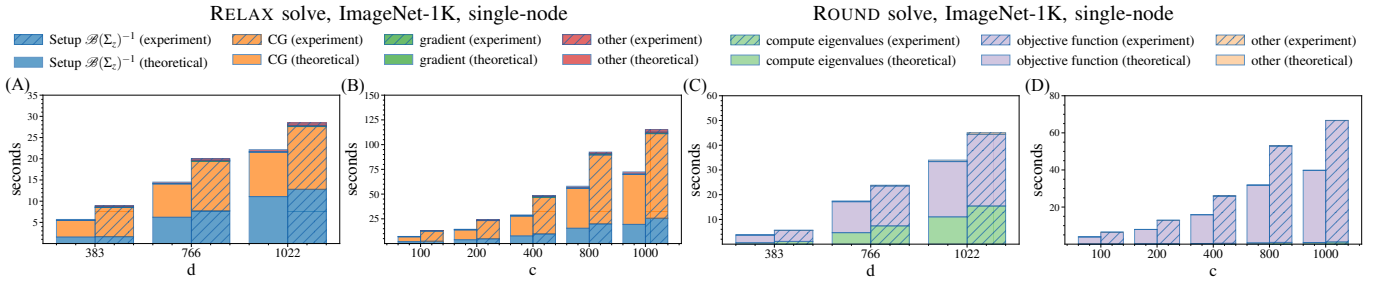 RELAX solve, ImageNet-1K, single-node
ROUND solve, ImageNet-1K, single-node
Setup ℬ(Σ_z)⁻¹ (experiment)
CG (experiment)
gradient (experiment)
other (experiment)
compute eigenvalues (experiment)
objective function (experiment)
other (experiment)
Setup ℬ(Σ_z)⁻¹ (theoretical)
CG (theoretical)
gradient (theoretical)
other (theoretical)
compute eigenvalues (theoretical)
objective function (theoretical)
other (theoretical)
(A)
35
30
25
20
15
10
5
seconds
383 766 1022
d
(B)
150
125
100
75
50
25
seconds
100 200 400 800 1000
c
(C)
60
50
40
30
20
10
seconds
383 766 1022
d
(D)
80
60
40
20
seconds
100 200 400 800 1000
c